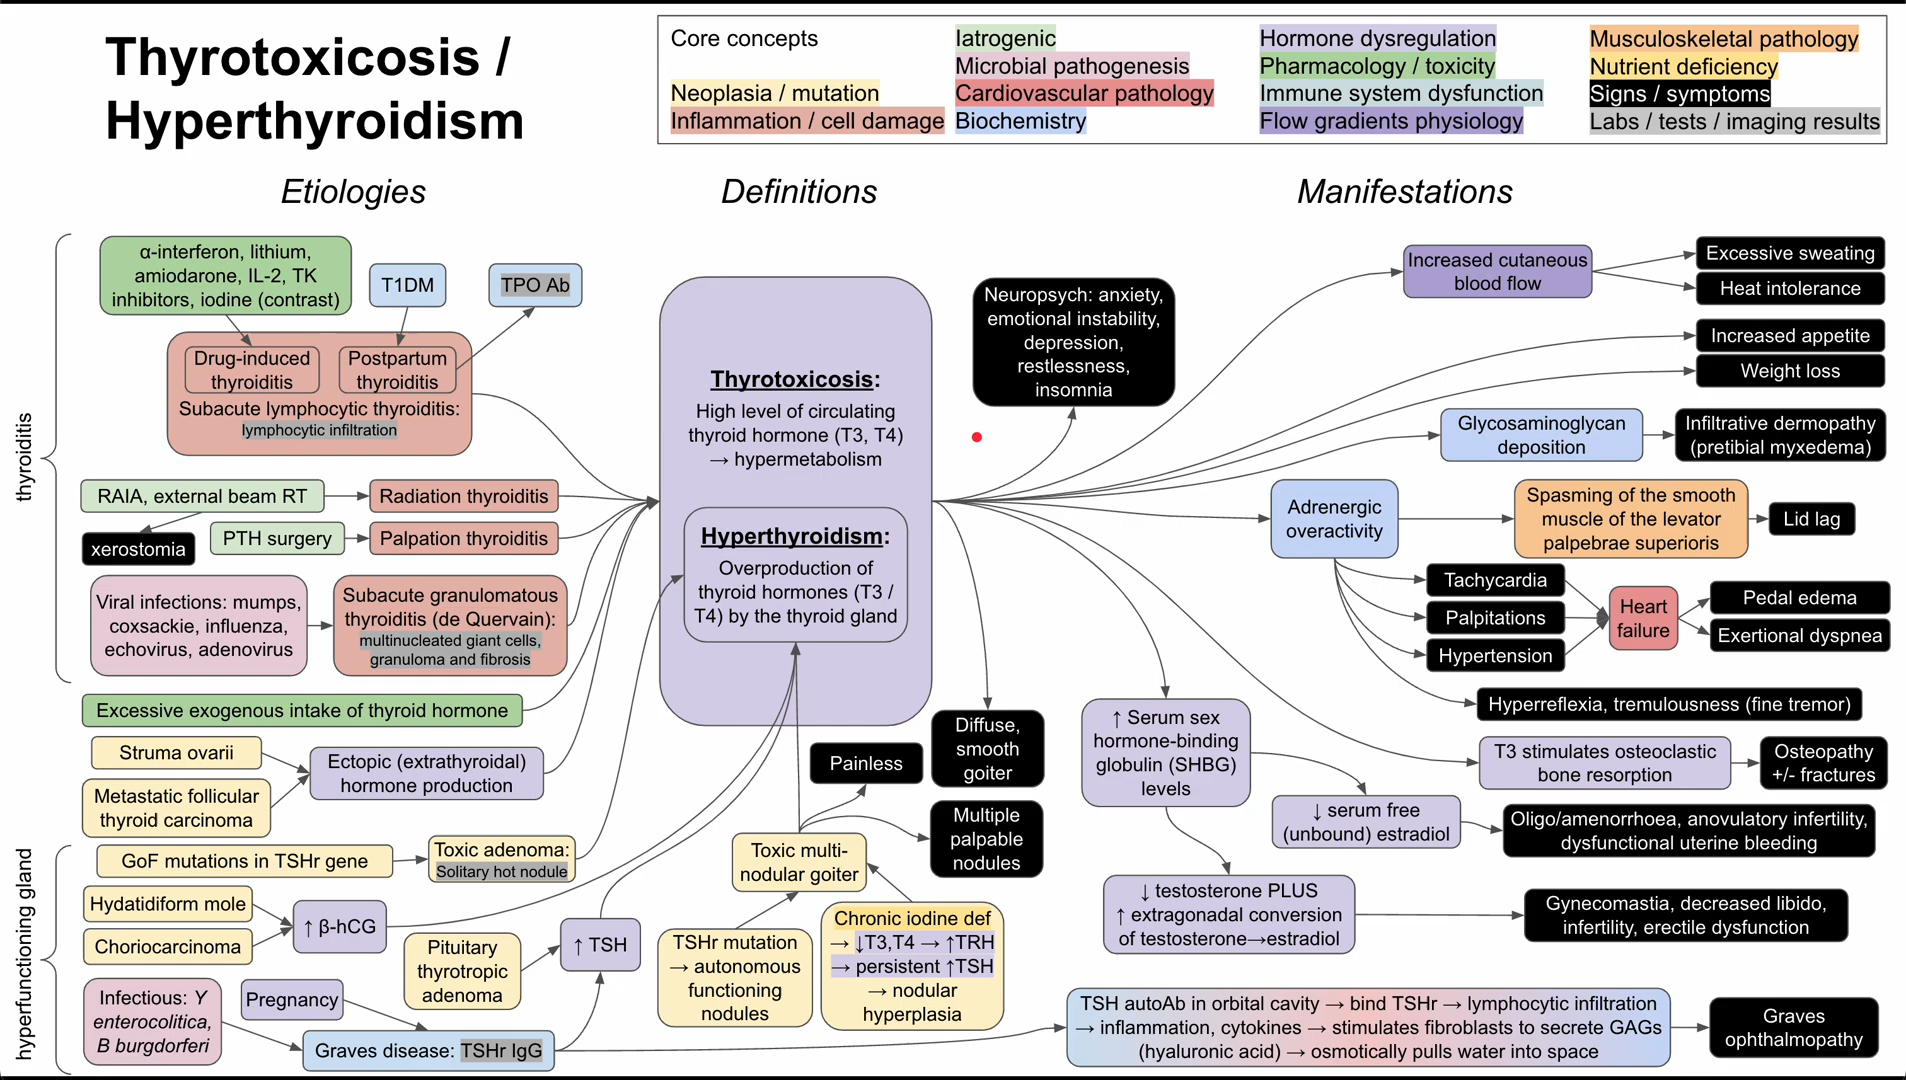 Thyrotoxicosis /
Hyperthyroidism
Core concepts
Neoplasia / mutation
Inflammation / cell damage
Iatrogenic
Microbial pathogenesis
Cardiovascular pathology
Biochemistry
Hormone dysregulation
Pharmacology / toxicity
Immune system dysfunction
Flow gradients physiology
Musculoskeletal pathology
Nutrient deficiency
Signs / symptoms
Labs / tests / imaging results
Etiologies
Definitions
Manifestations
thyroiditis
α-interferon, lithium,
amiodarone, IL-2, TK
inhibitors, iodine (contrast)
T1DM
TPO Ab
Drug-induced
thyroiditis
Postpartum
thyroiditis
Subacute lymphocytic thyroiditis:
lymphocytic infiltration
RAIA, external beam RT
Radiation thyroiditis
xerostomia
PTH surgery
Palpation thyroiditis
Viral infections: mumps,
coxsackie, influenza,
echovirus, adenovirus
Subacute granulomatous
thyroiditis (de Quervain):
multinucleated giant cells,
granuloma and fibrosis
Excessive exogenous intake of thyroid hormone
Struma ovarii
Metastatic follicular
thyroid carcinoma
Ectopic (extrathyroidal)
hormone production
hyperfunctioning gland
GoF mutations in TSHr gene
Toxic adenoma:
Solitary hot nodule
Hydatidiform mole
Choriocarcinoma
↑ β-hCG
Pituitary
thyrotropic
adenoma
↑ TSH
Infectious: Y
enterocolitica,
B burgdorferi
Pregnancy
Graves disease: TSHr IgG
Thyrotoxicosis:
High level of circulating
thyroid hormone (T3, T4)
→ hypermetabolism
Hyperthyroidism:
Overproduction of
thyroid hormones (T3 /
T4) by the thyroid gland
Painless
Diffuse,
smooth
goiter
Multiple
palpable
nodules
Toxic multi-
nodular goiter
TSHr mutation
→ autonomous
functioning
nodules
Chronic iodine def
→ ↓T3,T4 → ↑TRH
→ persistent ↑TSH
→ nodular
hyperplasia
Neuropsych: anxiety,
emotional instability,
depression,
restlessness,
insomnia
Increased cutaneous
blood flow
Excessive sweating
Heat intolerance
Increased appetite
Weight loss
Glycosaminoglycan
deposition
Infiltrative dermopathy
(pretibial myxedema)
Adrenergic
overactivity
Spasming of the smooth
muscle of the levator
palpebrae superioris
Lid lag
Tachycardia
Palpitations
Hypertension
Heart
failure
Pedal edema
Exertional dyspnea
Hyperreflexia, tremulousness (fine tremor)
↑ Serum sex
hormone-binding
globulin (SHBG)
levels
T3 stimulates osteoclastic
bone resorption
Osteopathy
+/- fractures
↓ serum free
(unbound) estradiol
Oligo/amenorrhoea, anovulatory infertility,
dysfunctional uterine bleeding
↓ testosterone PLUS
↑ extragonadal conversion
of testosterone→estradiol
Gynecomastia, decreased libido,
infertility, erectile dysfunction
TSH autoAb in orbital cavity → bind TSHr → lymphocytic infiltration
→ inflammation, cytokines → stimulates fibroblasts to secrete GAGs
(hyaluronic acid) → osmotically pulls water into space
Graves
ophthalmopathy